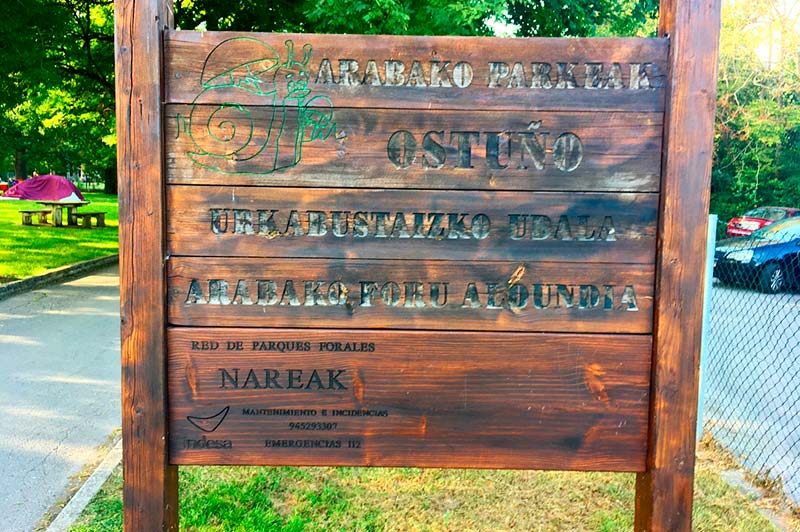 ARABAKO PARKEAK
OSTUÑO
URKABUSTAIZKO UDALA
ARABAKO FORU ALDUNDIA
RED DE PARQUES FORALES
NAREAK
MANTENIMIENTO E INCIDENCIAS
945293307
indesa
EMERGENCIAS 112